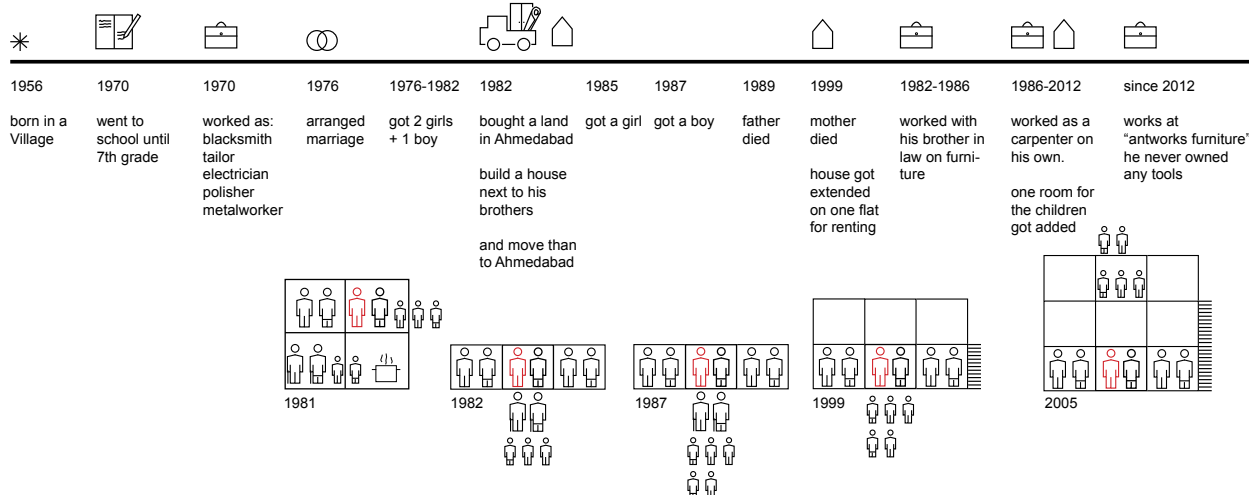 1956
born in a
Village
1970
went to
school until
7th grade
1970
worked as:
blacksmith
tailor
electrician
polisher
metalworker
1976
arranged
marriage
1976-1982
got 2 girls
+ 1 boy
1982
bought a land
in Ahmedabad
build a house
next to his
brothers
and move than
to Ahmedabad
1985
got a girl
1987
got a boy
1989
father
died
1999
mother
died
house got
extended
on one flat
for renting
1982-1986
worked with
his brother in
law on furni-
ture
1986-2012
worked as a
carpenter on
his own.
one room for
the children
got added
since 2012
works at
“antworks furniture”
he never owned
any tools
1981
1982
1987
1999
2005